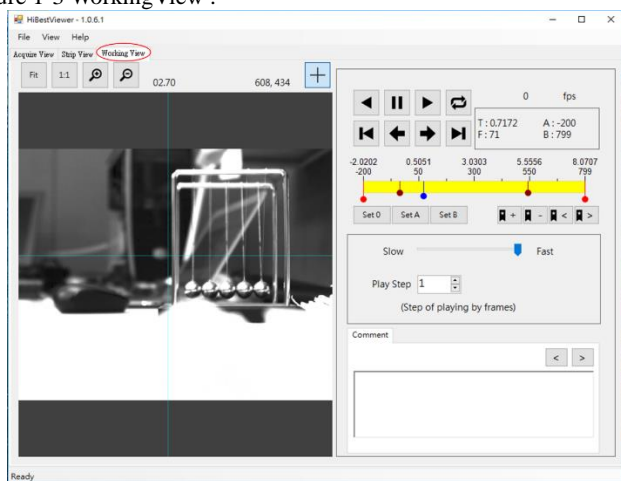 ure 1-3 WorkingView :
HiBestViewer - 1.0.6.1
File View Help
Acquire View Strip View Working View
Fit 1:1 02.70 608, 434
0 fps
T : 0.7172 A : -200
F : 71 B : 799
-2.0202 0.5051 3.0303 5.5556 8.0707
-200 50 300 550 799
Set 0 Set A Set B + - < >
Slow Fast
Play Step 1
(Step of playing by frames)
Comment
< >
Ready